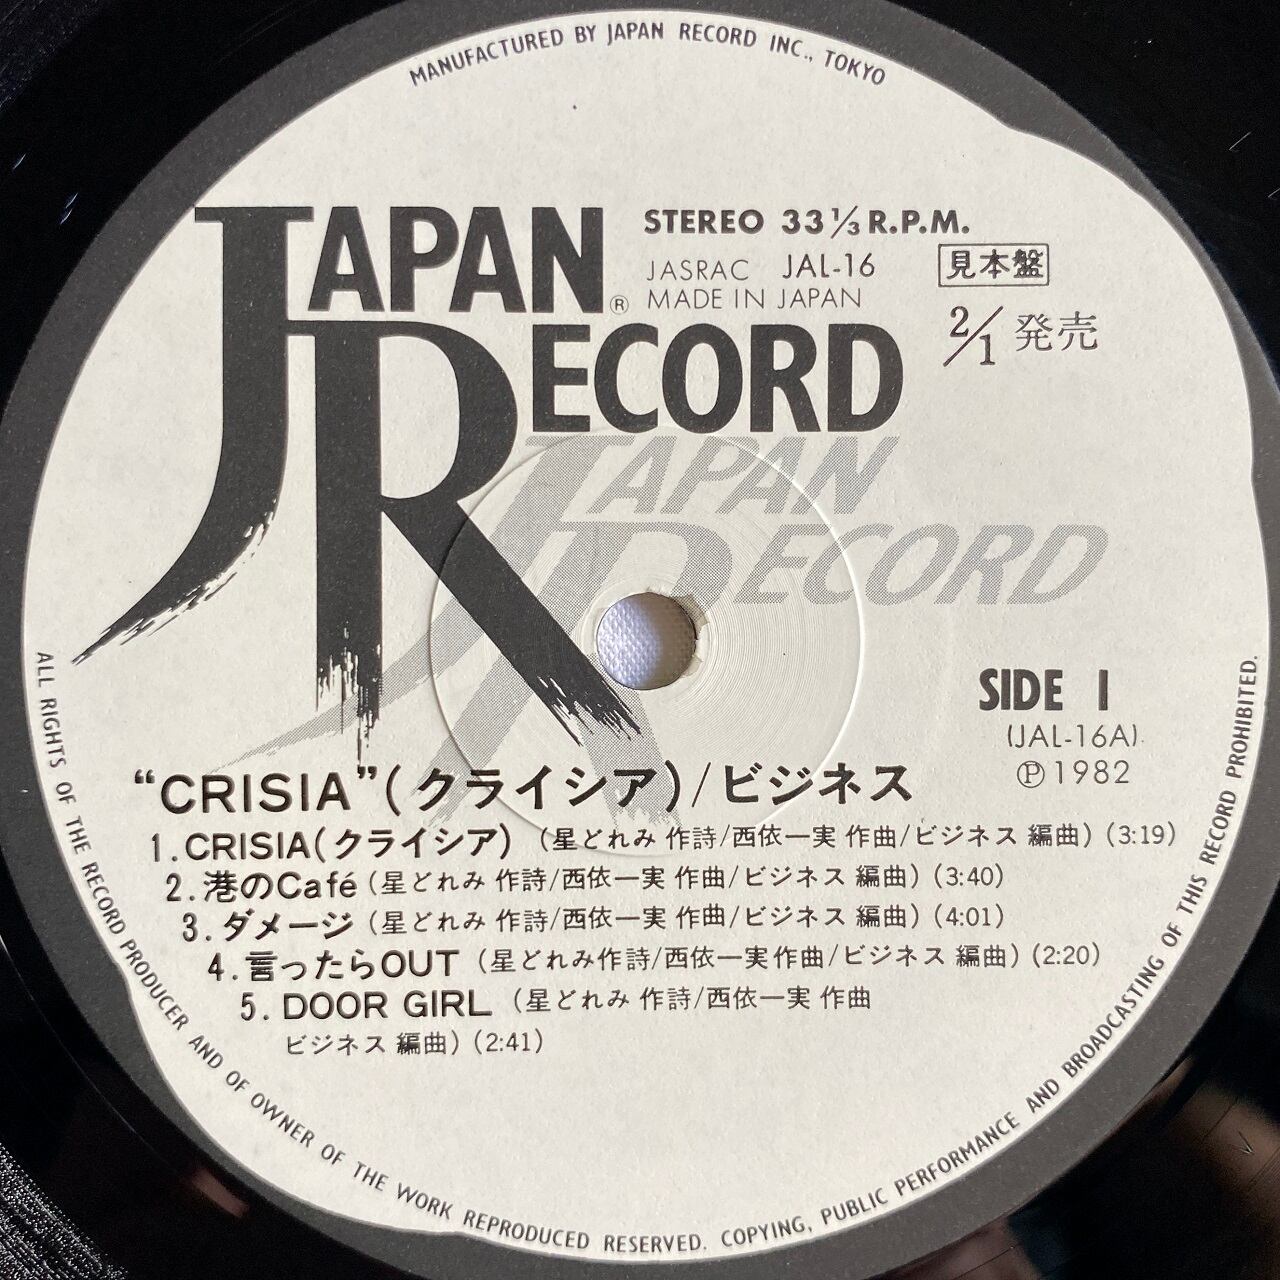 MANUFACTURED BY JAPAN RECORD INC., TOKYO
JAPAN RECORD ®
STEREO 33 1/3 R.P.M.
JASRAC JAL-16
MADE IN JAPAN
見本盤
2/1 発売
JAPAN RECORD
SIDE 1
(JAL-16A)
Ⓟ1982
“CRISIA”(クライシア)/ビジネス
1.CRISIA(クライシア) (星どれみ 作詩/西依一実 作曲/ビジネス 編曲) (3:19)
2.港のCafé (星どれみ 作詩/西依一実 作曲/ビジネス 編曲) (3:40)
3.ダメージ (星どれみ 作詩/西依一実 作曲/ビジネス 編曲) (4:01)
4.言ったらOUT (星どれみ作詩/西依一実作曲/ビジネス 編曲) (2:20)
5.DOOR GIRL (星どれみ 作詩/西依一実 作曲
ビジネス 編曲) (2:41)
ALL RIGHTS OF THE RECORD PRODUCER AND OF OWNER OF THE WORK REPRODUCED RESERVED. COPYING, PUBLIC PERFORMANCE AND BROADCASTING OF THIS RECORD PROHIBITED.